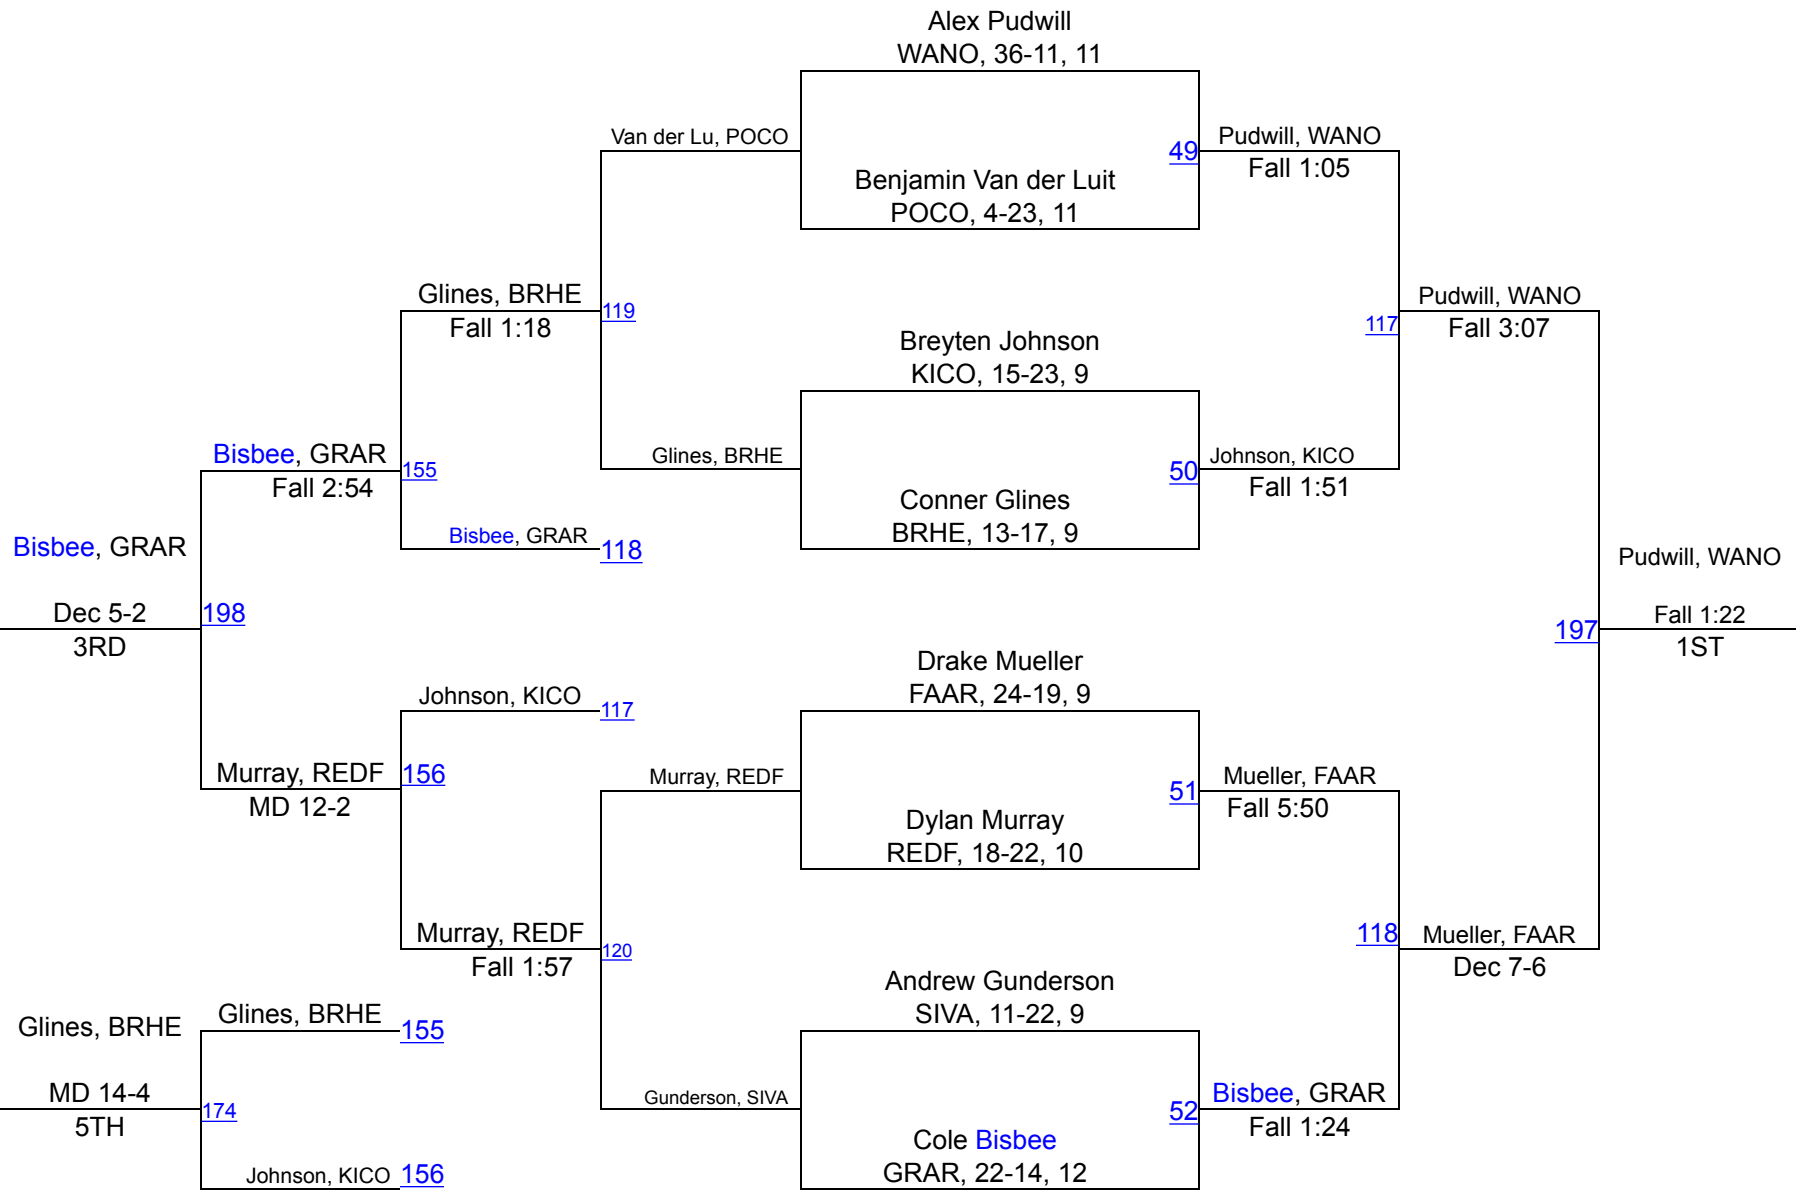 Alex Pudwill
WANO, 36-11, 11
Van der Lu, POCO
49
Pudwill, WANO
Fall 1:05
Benjamin Van der Luit
POCO, 4-23, 11
Glines, BRHE
Fall 1:18
119
117
Pudwill, WANO
Fall 3:07
Breyten Johnson
KICO, 15-23, 9
Bisbee, GRAR
Fall 2:54
155
Glines, BRHE
50
Johnson, KICO
Fall 1:51
Conner Glines
BRHE, 13-17, 9
Bisbee, GRAR
Bisbee, GRAR
118
Pudwill, WANO
Dec 5-2
3RD
198
197
Fall 1:22
1ST
Drake Mueller
FAAR, 24-19, 9
Johnson, KICO
117
Murray, REDF
MD 12-2
156
Murray, REDF
51
Mueller, FAAR
Fall 5:50
Dylan Murray
REDF, 18-22, 10
Murray, REDF
Fall 1:57
120
118
Mueller, FAAR
Dec 7-6
Andrew Gunderson
SIVA, 11-22, 9
Glines, BRHE
Glines, BRHE
155
MD 14-4
5TH
174
Gunderson, SIVA
52
Bisbee, GRAR
Fall 1:24
Cole Bisbee
GRAR, 22-14, 12
Johnson, KICO
156